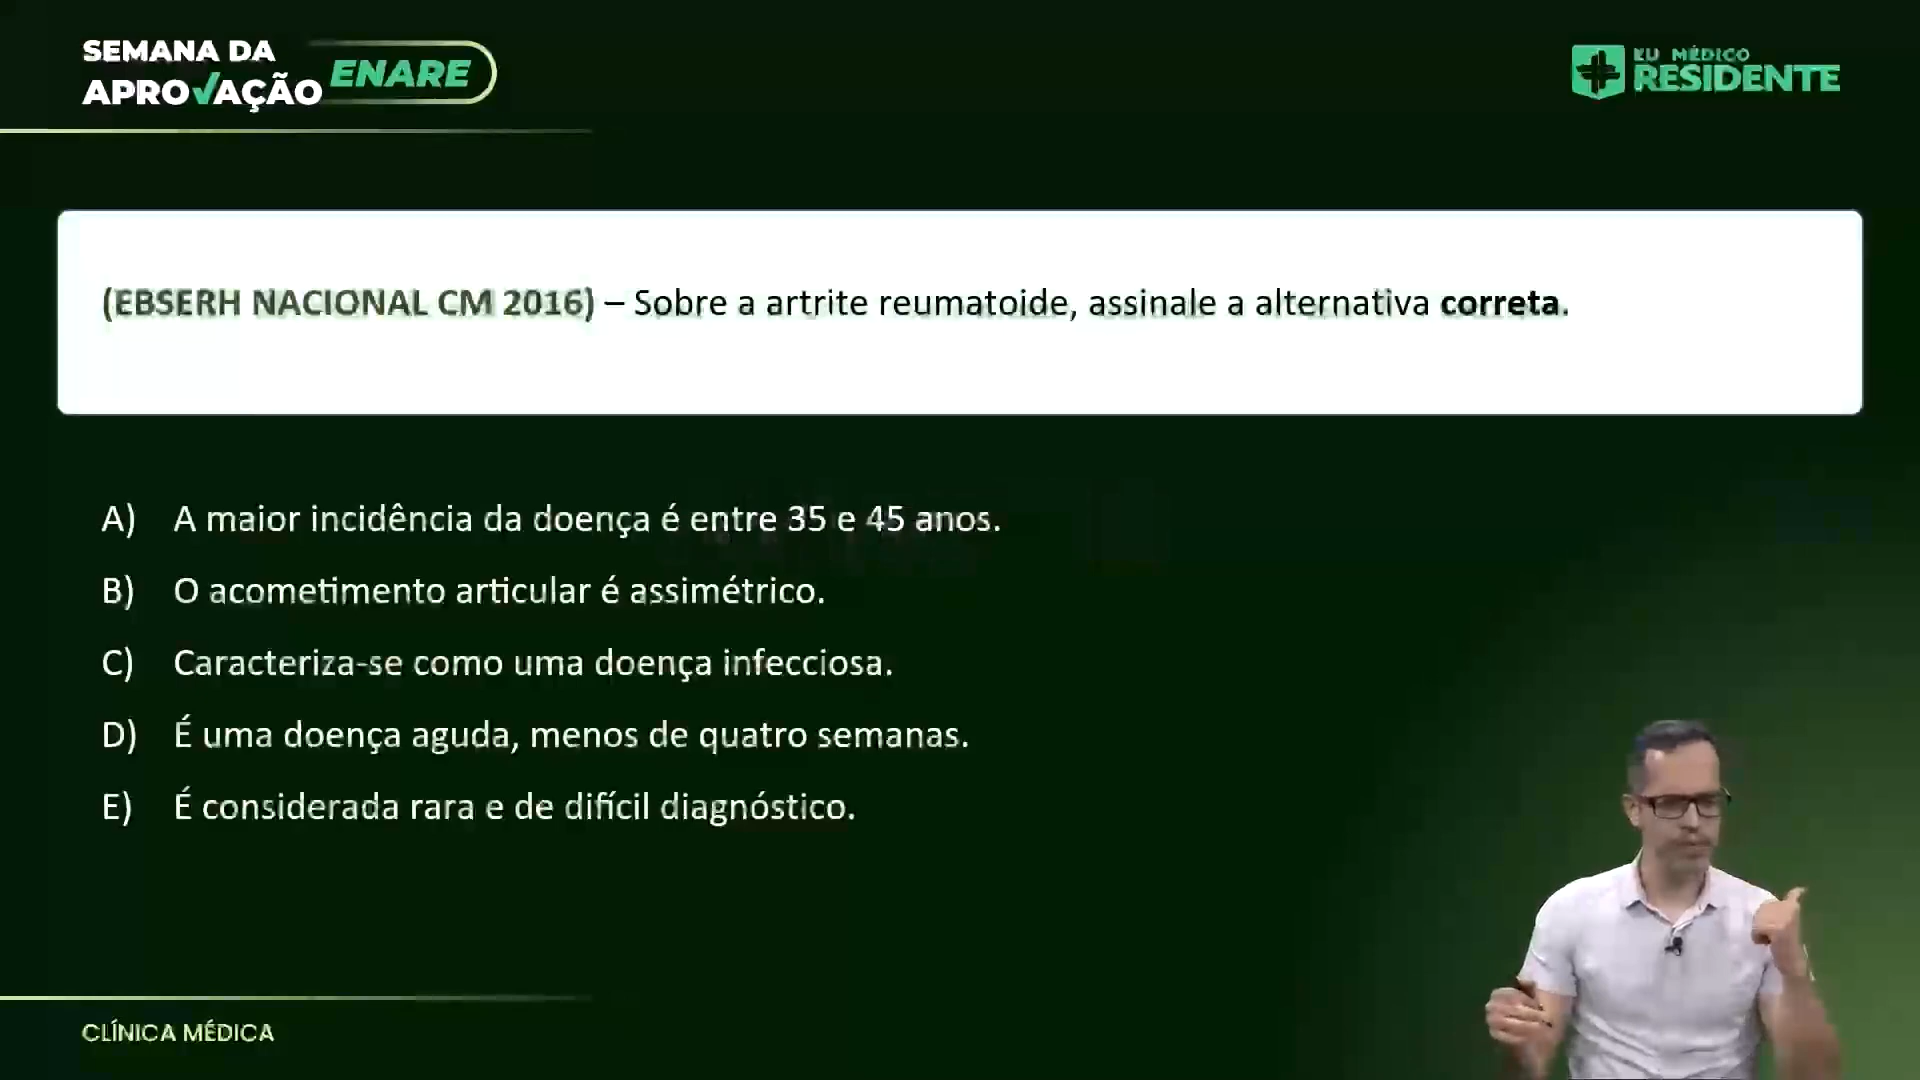 SEMANA DA
APROVAÇÃO ENARE
EU MÉDICO
RESIDENTE
(EBSERH NACIONAL CM 2016) – Sobre a artrite reumatoide, assinale a alternativa correta.
A) A maior incidência da doença é entre 35 e 45 anos.
B) O acometimento articular é assimétrico.
C) Caracteriza-se como uma doença infecciosa.
D) É uma doença aguda, menos de quatro semanas.
E) É considerada rara e de difícil diagnóstico.
CLÍNICA MÉDICA